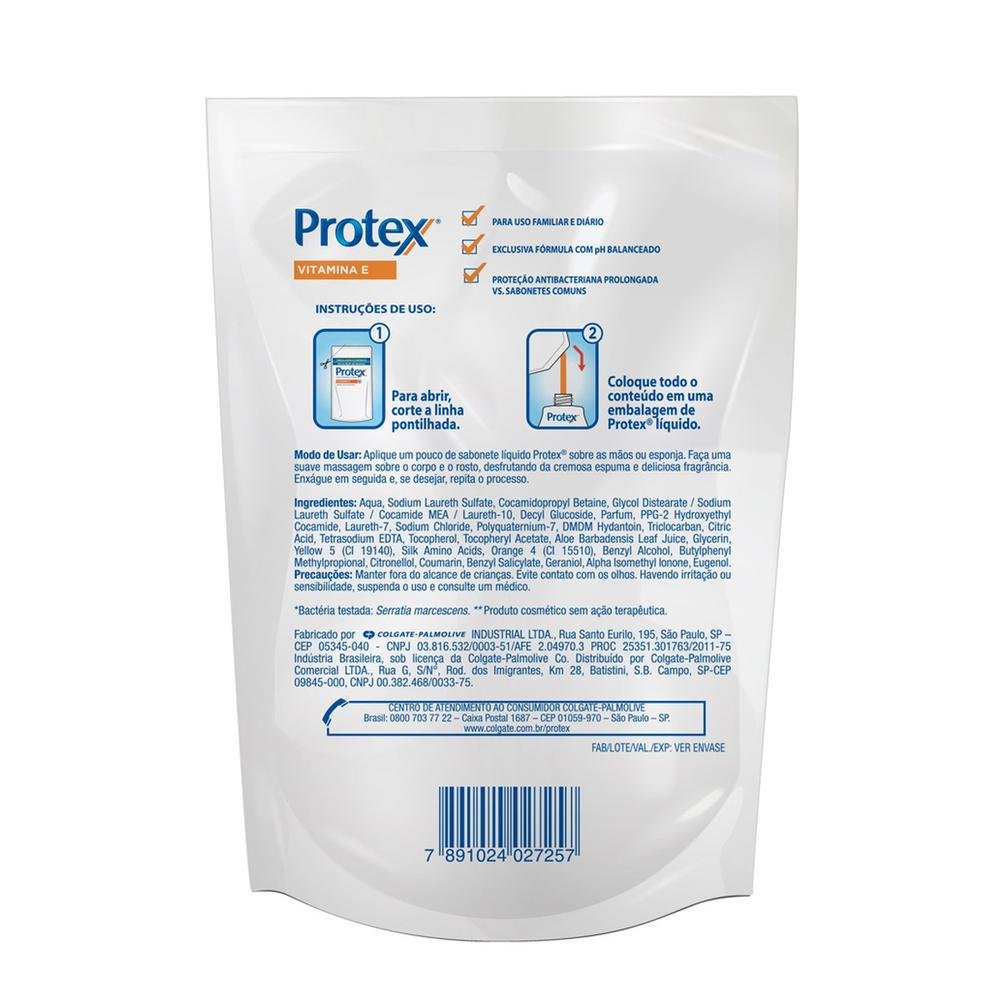 Protex®
VITAMINA E
PARA USO FAMILIAR E DIÁRIO
EXCLUSIVA FÓRMULA COM pH BALANCEADO
PROTEÇÃO ANTIBACTERIANA PROLONGADA
VS. SABONETES COMUNS
INSTRUÇÕES DE USO:
1
Protex
Para abrir,
corte a linha
pontilhada.
2
Protex
Coloque todo o
conteúdo em uma
embalagem de
Protex® líquido.
Modo de Usar: Aplique um pouco de sabonete líquido Protex® sobre as mãos ou esponja. Faça uma
suave massagem sobre o corpo e o rosto, desfrutando da cremosa espuma e deliciosa fragrância.
Enxágue em seguida e, se desejar, repita o processo.
Ingredientes: Aqua, Sodium Laureth Sulfate, Cocamidopropyl Betaine, Glycol Distearate / Sodium
Laureth Sulfate / Cocamide MEA / Laureth-10, Decyl Glucoside, Parfum, PPG-2 Hydroxyethyl
Cocamide, Laureth-7, Sodium Chloride, Polyquaternium-7, DMDM Hydantoin, Triclocarban, Citric
Acid, Tetrasodium EDTA, Tocopherol, Tocopheryl Acetate, Aloe Barbadensis Leaf Juice, Glycerin,
Yellow 5 (CI 19140), Silk Amino Acids, Orange 4 (CI 15510), Benzyl Alcohol, Butylphenyl
Methylpropional, Citronellol, Coumarin, Benzyl Salicylate, Geraniol, Alpha Isomethyl Ionone, Eugenol.
Precauções: Manter fora do alcance de crianças. Evite contato com os olhos. Havendo irritação ou
sensibilidade, suspenda o uso e consulte um médico.
*Bactéria testada: Serratia marcescens. **Produto cosmético sem ação terapêutica.
Fabricado por COLGATE-PALMOLIVE INDUSTRIAL LTDA., Rua Santo Eurilo, 195, São Paulo, SP –
CEP 05345-040 - CNPJ 03.816.532/0003-51/AFE 2.04970.3 PROC 25351.301763/2011-75
Indústria Brasileira, sob licença da Colgate-Palmolive Co. Distribuído por Colgate-Palmolive
Comercial LTDA., Rua G, S/N°, Rod. dos Imigrantes, Km 28, Batistini, S.B. Campo, SP-CEP
09845-000, CNPJ 00.382.468/0033-75.
CENTRO DE ATENDIMENTO AO CONSUMIDOR COLGATE-PALMOLIVE
Brasil: 0800 703 77 22 – Caixa Postal 1687 – CEP 01059-970 – São Paulo – SP.
www.colgate.com.br/protex
FAB/LOTE/VAL./EXP: VER ENVASE
7 891024 027257